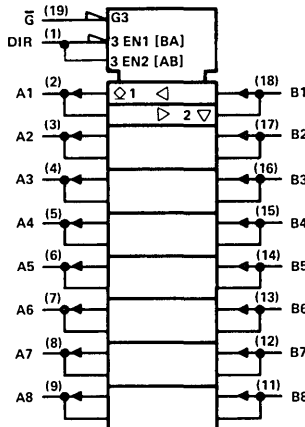 G (19) G3
DIR (1) 3 EN1 [BA]
3 EN2 [AB]
A1 (2) 1 (18) B1
2
A2 (3) (17) B2
A3 (4) (16) B3
A4 (5) (15) B4
A5 (6) (14) B5
A6 (7) (13) B6
A7 (8) (12) B7
A8 (9) (11) B8